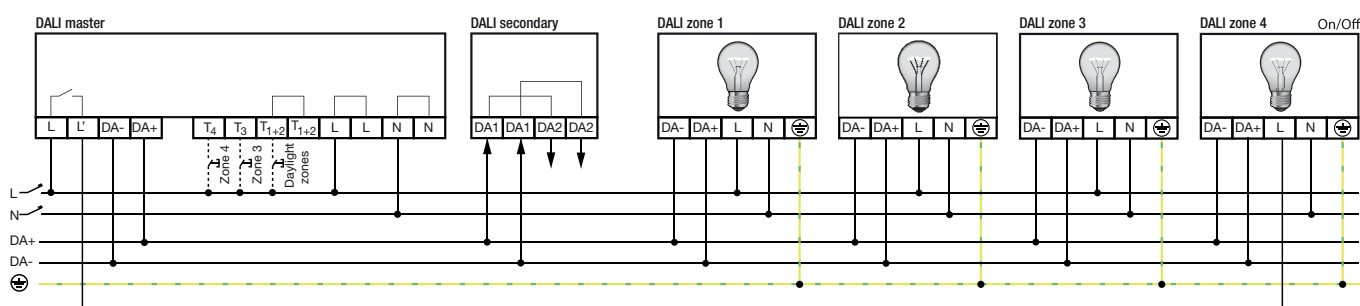 DALI master
DALI secondary
DALI zone 1
DALI zone 2
DALI zone 3
DALI zone 4 On/Off
L L' DA- DA+ T4 T3 T1+2 T1+2 L L N N
DA1 DA1 DA2 DA2
DA- DA+ L N
DA- DA+ L N
DA- DA+ L N
DA- DA+ L N
Zone 4
Zone 3
Daylight
zones
L
N
DA+
DA-